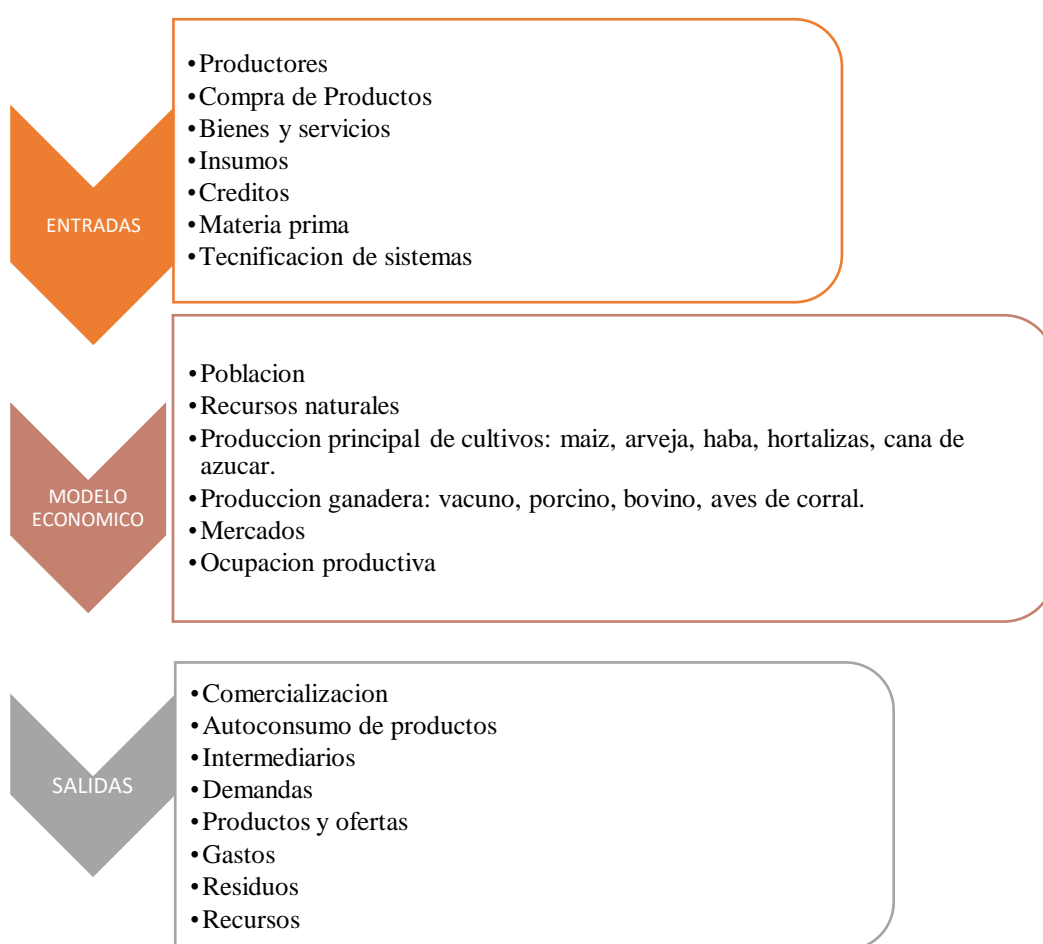 ENTRADAS
•Productores
•Compra de Productos
•Bienes y servicios
•Insumos
•Creditos
•Materia prima
•Tecnificacion de sistemas
MODELO
ECONOMICO
•Poblacion
•Recursos naturales
•Produccion principal de cultivos: maiz, arveja, haba, hortalizas, cana de
azucar.
•Produccion ganadera: vacuno, porcino, bovino, aves de corral.
•Mercados
•Ocupacion productiva
SALIDAS
•Comercializacion
•Autoconsumo de productos
•Intermediarios
•Demandas
•Productos y ofertas
•Gastos
•Residuos
•Recursos